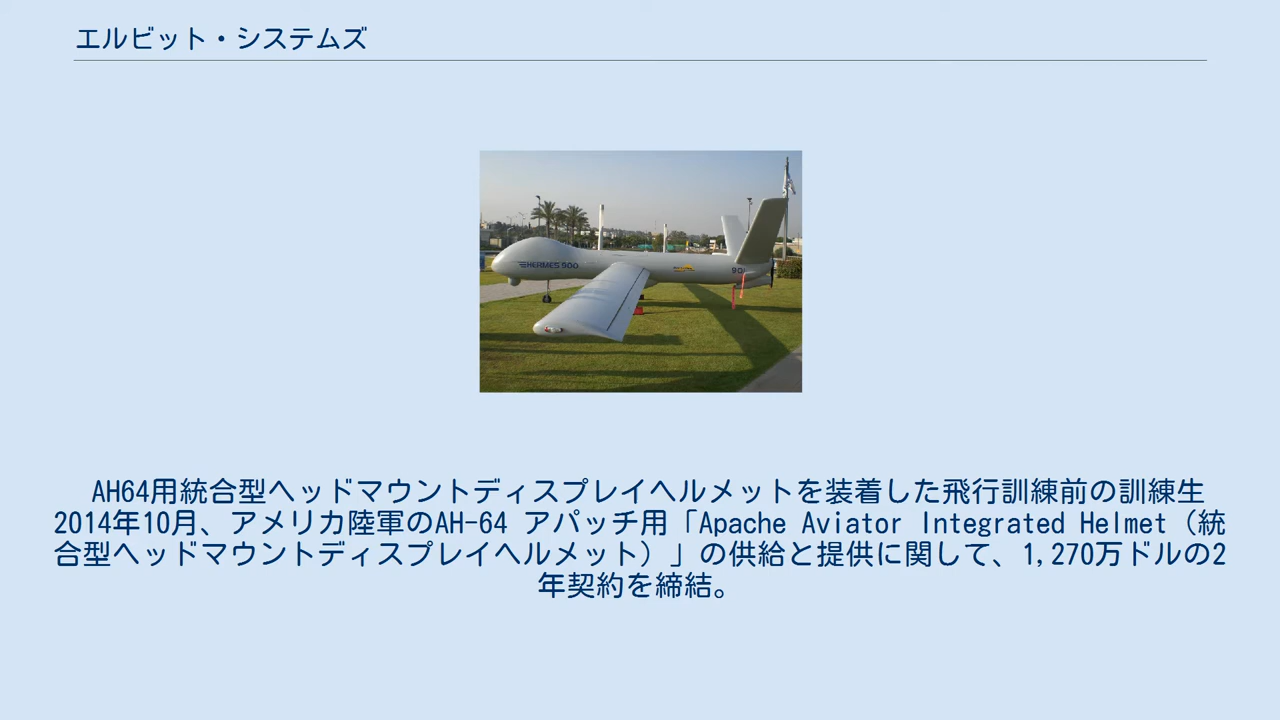 エルビット・システムズ
HERMES 900
AH64用統合型ヘッドマウントディスプレイヘルメットを装着した飛行訓練前の訓練生
2014年10月、アメリカ陸軍のAH-64 アパッチ用「Apache Aviator Integrated Helmet（統
合型ヘッドマウントディスプレイヘルメット）」の供給と提供に関して、1,270万ドルの2
年契約を締結。